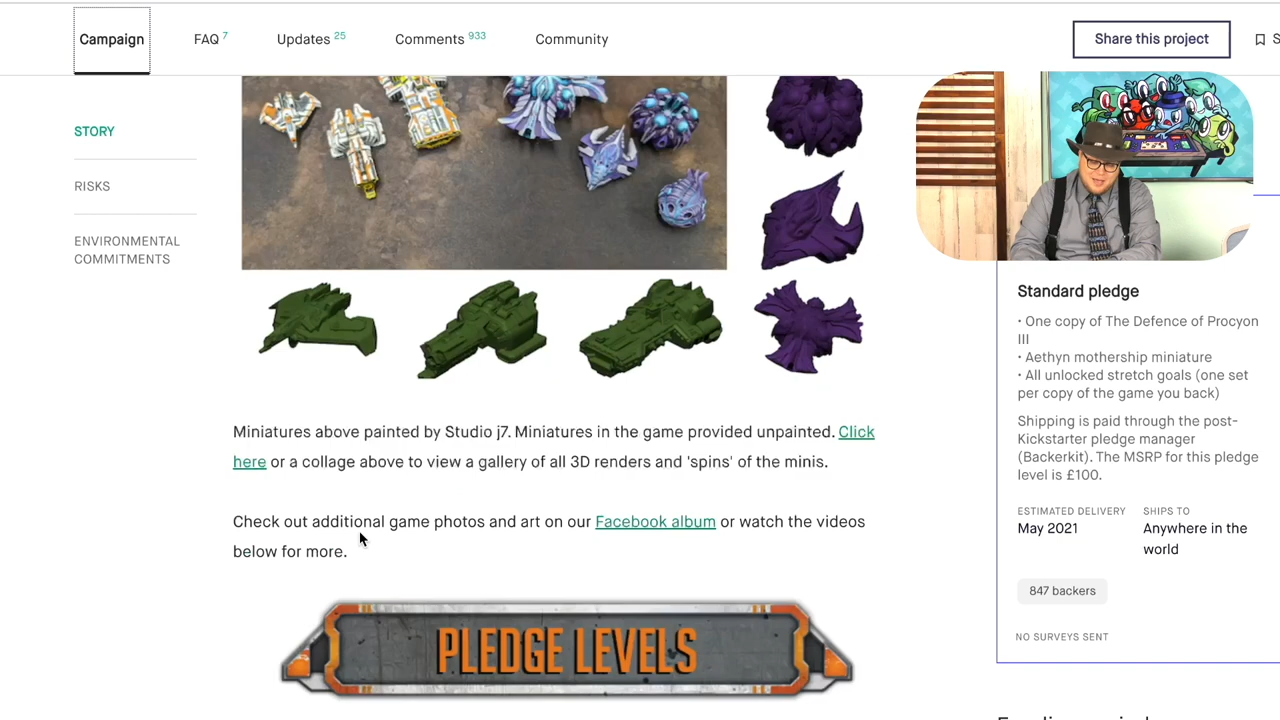 Campaign
FAQ 7
Updates 25
Comments 933
Community
Share this project
S
STORY
RISKS
ENVIRONMENTAL
COMMITMENTS
Miniatures above painted by Studio j7. Miniatures in the game provided unpainted. Click
here or a collage above to view a gallery of all 3D renders and 'spins' of the minis.
Check out additional game photos and art on our Facebook album or watch the videos
below for more.
PLEDGE LEVELS
Standard pledge
• One copy of The Defence of Procyon
III
• Aethyn mothership miniature
• All unlocked stretch goals (one set
per copy of the game you back)
Shipping is paid through the post-
Kickstarter pledge manager
(Backerkit). The MSRP for this pledge
level is £100.
ESTIMATED DELIVERY
May 2021
SHIPS TO
Anywhere in the
world
847 backers
NO SURVEYS SENT